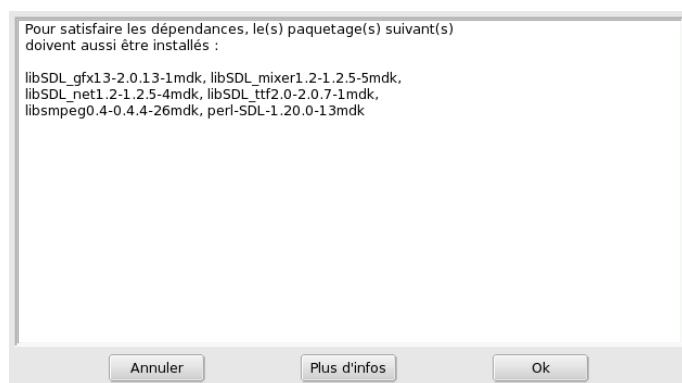 Pour satisfaire les dépendances, le(s) paquetage(s) suivant(s)
doivent aussi être installés :
libSDL_gfx13-2.0.13-1mdk, libSDL_mixer1.2-1.2.5-5mdk,
libSDL_net1.2-1.2.5-4mdk, libSDL_ttf2.0-2.0.7-1mdk,
libsmpeg0.4-0.4.4-26mdk, perl-SDL-1.20.0-13mdk
Annuler Plus d'infos Ok